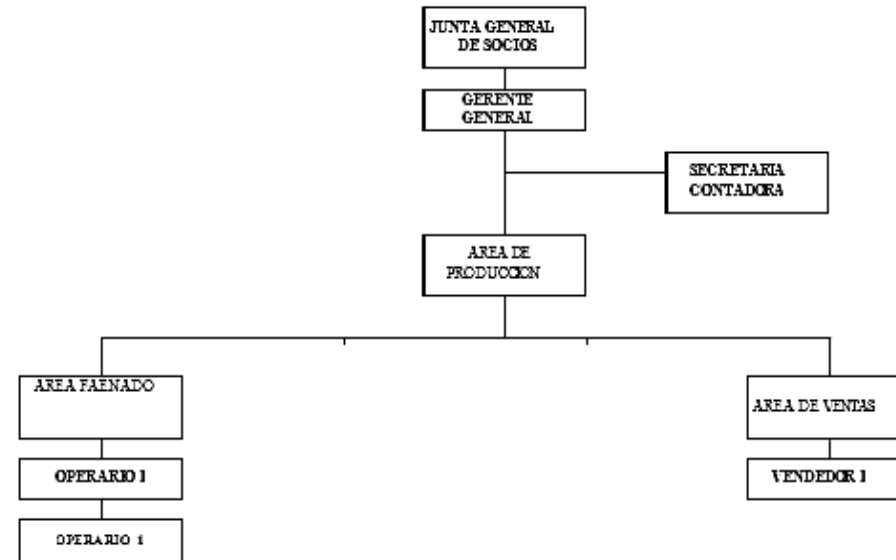 JUNTA GENERAL
DE SOCIOS
GERENTE
GENERAL
SECRETARIA
CONTADORA
AREA DE
PRODUCCION
AREA FAENADO
AREA DE VENTAS
OPERARIO 1
VENDEDOR 1
OPERARIO 1